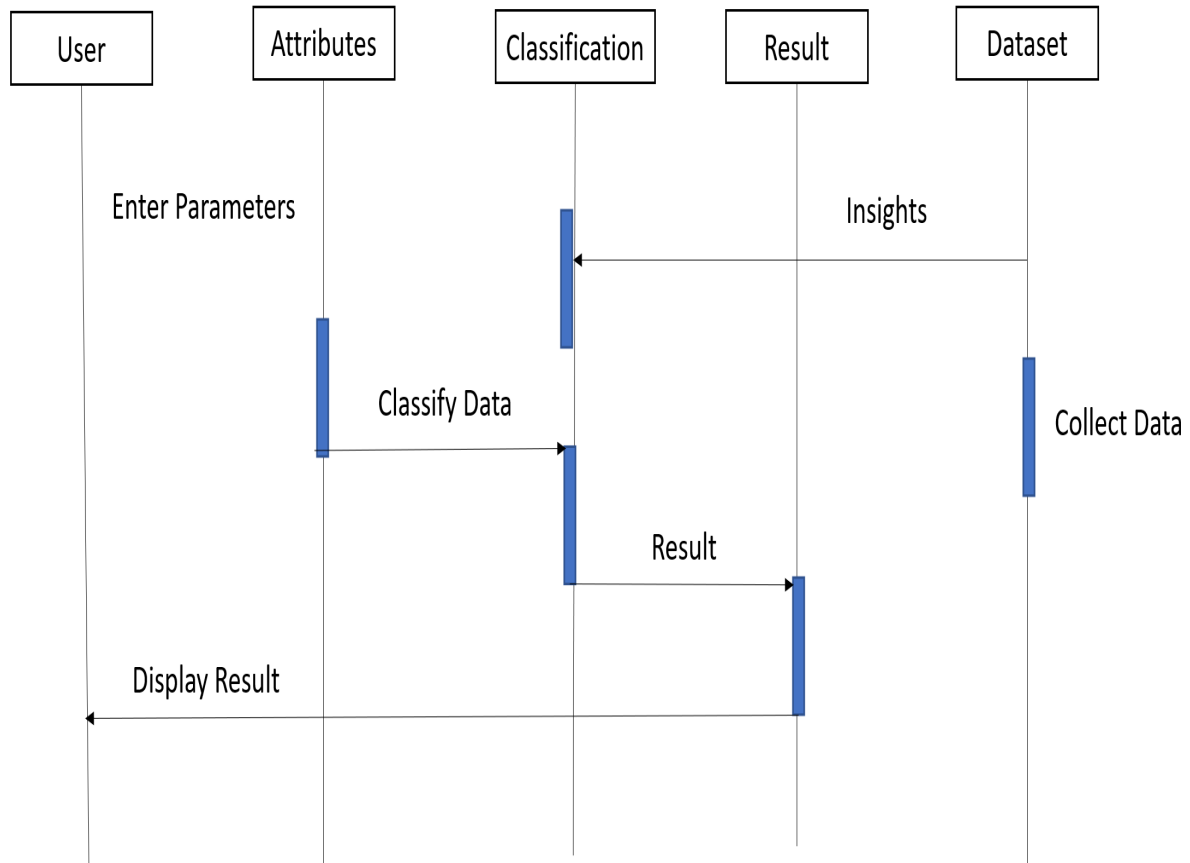 User
Attributes
Classification
Result
Dataset
Enter Parameters
Insights
Classify Data
Collect Data
Result
Display Result